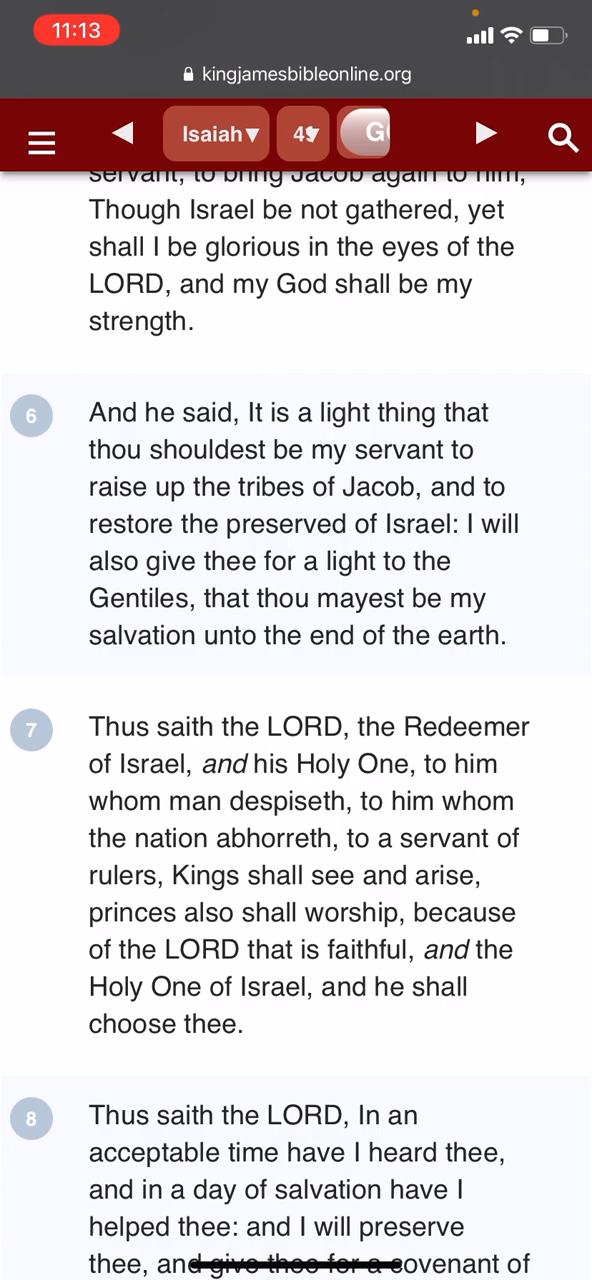 11:13
kingjamesbibleonline.org
Isaiah▼ 49▼ G
servant, to bring Jacob again to him,
Though Israel be not gathered, yet
shall I be glorious in the eyes of the
LORD, and my God shall be my
strength.
6
And he said, It is a light thing that
thou shouldest be my servant to
raise up the tribes of Jacob, and to
restore the preserved of Israel: I will
also give thee for a light to the
Gentiles, that thou mayest be my
salvation unto the end of the earth.
7
Thus saith the LORD, the Redeemer
of Israel, and his Holy One, to him
whom man despiseth, to him whom
the nation abhorreth, to a servant of
rulers, Kings shall see and arise,
princes also shall worship, because
of the LORD that is faithful, and the
Holy One of Israel, and he shall
choose thee.
8
Thus saith the LORD, In an
acceptable time have I heard thee,
and in a day of salvation have I
helped thee: and I will preserve
thee, and give thee for a covenant of